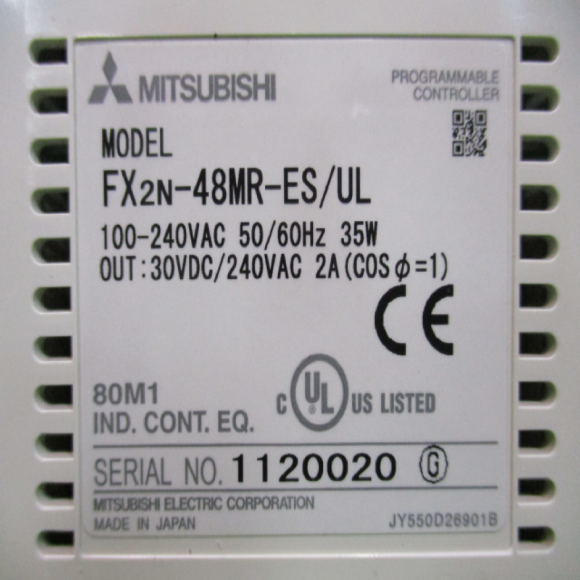 MITSUBISHI
PROGRAMMABLE
CONTROLLER
MODEL
FX2N-48MR-ES/UL
100-240VAC 50/60Hz 35W
OUT:30VDC/240VAC 2A(COSφ=1)
CE
80M1
IND. CONT. EQ.
C UL US LISTED
SERIAL NO. 1120020 G
MITSUBISHI ELECTRIC CORPORATION
MADE IN JAPAN
JY550D26901B